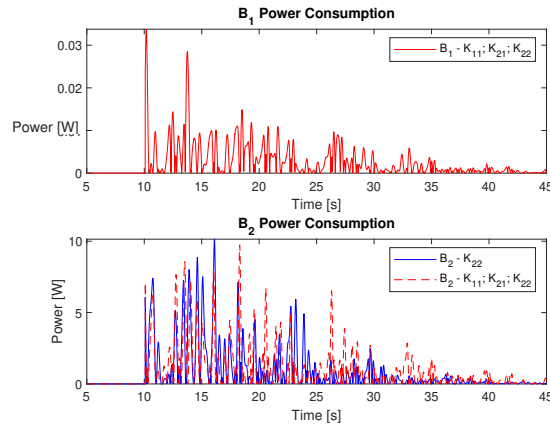 B1 Power Consumption
0.03
0.02
Power [W]
0
5 10 15 20 25 30 35 40 45
Time [s]
B1 - K11; K21; K22
B2 Power Consumption
10
5
0
Power [W]
5 10 15 20 25 30 35 40 45
Time [s]
B2 - K22
B2 - K11; K21; K22